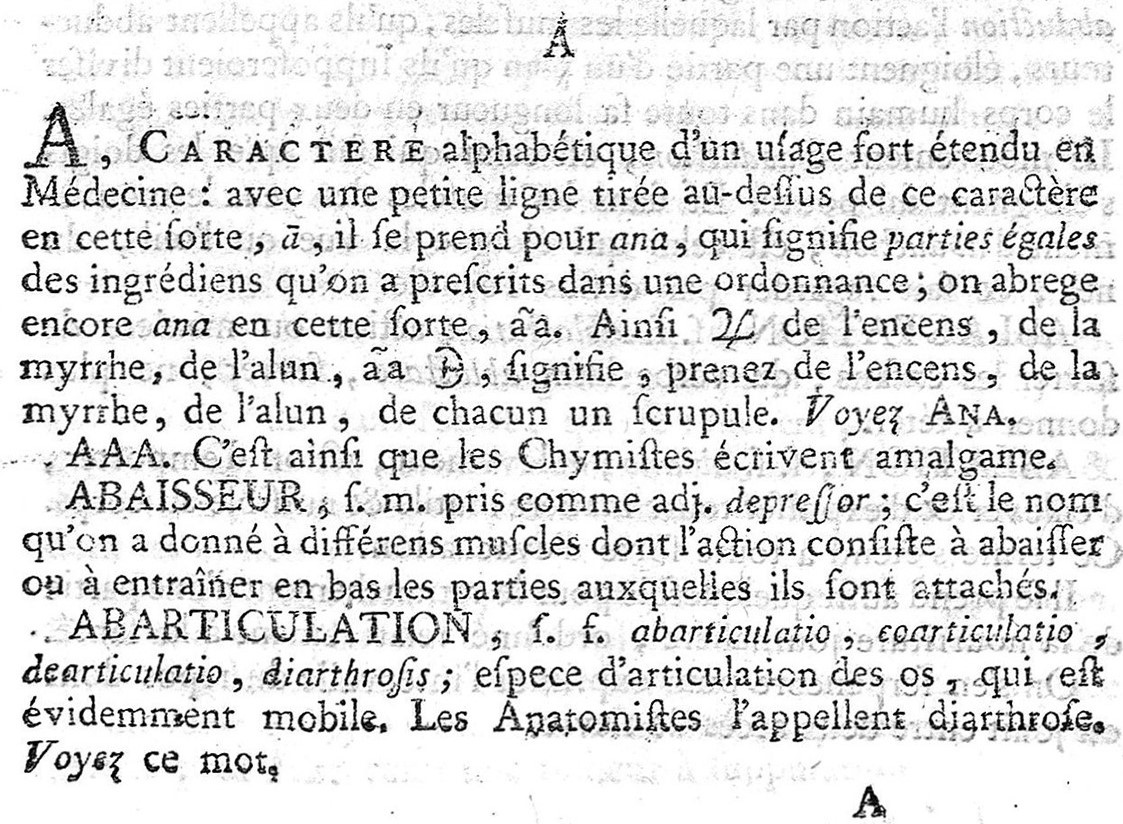 A
A, CARACTERE alphabétique d'un uſage fort étendu en
Médecine : avec une petite ligne tirée au-deſſus de ce caractère
en cette ſorte, ā, il ſe prend pour ana, qui ſignifie parties égales
des ingrédiens qu'on a preſcrits dans une ordonnance ; on abrege
encore ana en cette ſorte, ãa. Ainſi ♃ de l'encens, de la
myrrhe, de l'alun, ãa ℈, ſignifie, prenez de l'encens, de la
myrrhe, de l'alun, de chacun un ſcrupule. Voyez ANA.
AAA. C'eſt ainſi que les Chymiſtes écrivent amalgame.
ABAISSEUR, ſ. m. pris comme adj. depreſſor ; c'eſt le nom
qu'on a donné à différens muſcles dont l'action conſiſte à abaiſſer
ou à entraîner en bas les parties auxquelles ils ſont attachés.
ABARTICULATION, ſ. f. abarticulatio, coarticulatio,
dearticulatio, diarthroſis ; eſpece d'articulation des os, qui eſt
évidemment mobile. Les Anatomiſtes l'appellent diarthroſe.
Voyez ce mot.
A